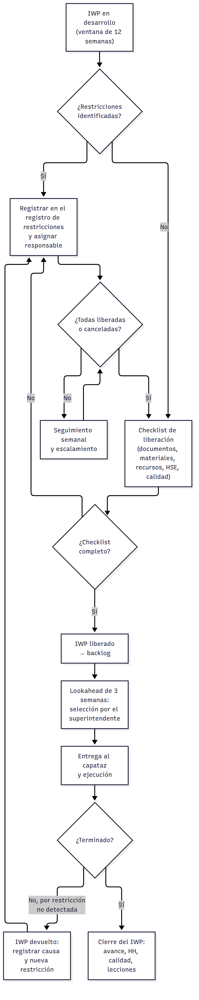 IWP en
desarrollo
(ventana de 12
semanas)
¿Restricciones
identificadas?
Sí
Registrar en el
registro de
restricciones
y asignar
responsable
No
¿Todas liberadas
o canceladas?
No
No
Sí
Seguimiento
semanal
y escalamiento
Checklist de
liberación
(documentos,
materiales,
recursos, HSE,
calidad)
¿Checklist
completo?
Sí
IWP liberado
→ backlog
Lookahead de 3
semanas:
selección por el
superintendente
Entrega al
capataz
y ejecución
¿Terminado?
No, por restricción
no detectada
Sí
IWP devuelto:
registrar causa
y nueva
restricción
Cierre del IWP:
avance, HH,
calidad,
lecciones